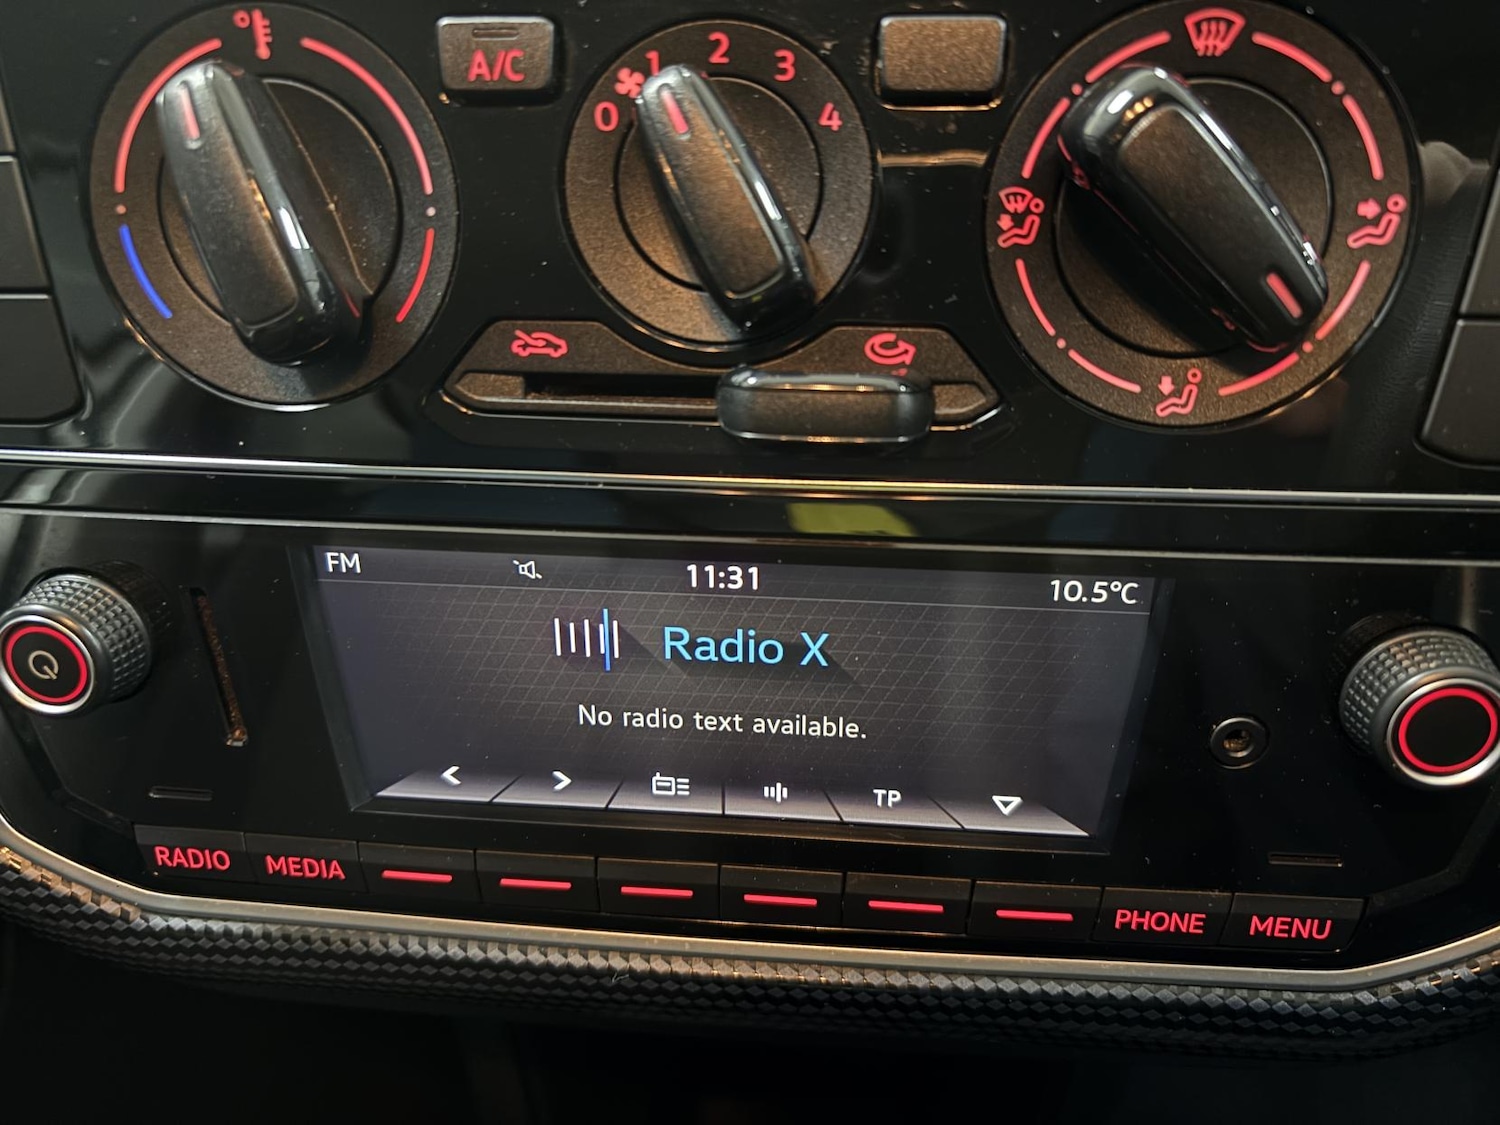 A/C
0 1 2 3 4
FM 11:31 10.5°C
Radio X
No radio text available.
TP
RADIO MEDIA PHONE MENU